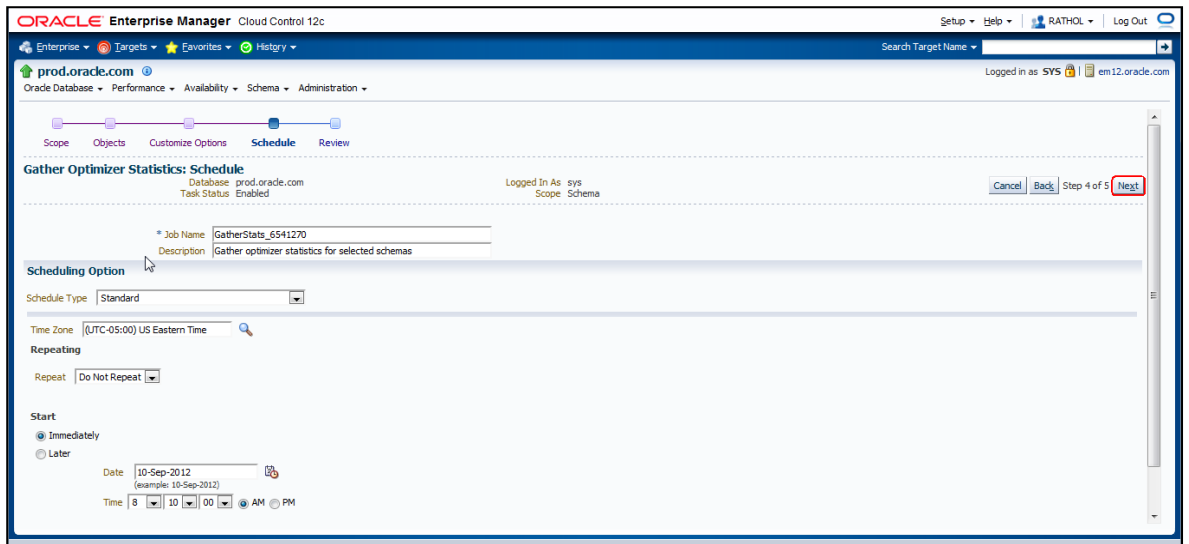 ORACLE Enterprise Manager Cloud Control 12c
Setup Help RATHOL Log Out
Enterprise Targets Favorites History
Search Target Name
prod.oracle.com
Logged in as SYS em12.oracle.com
Oracle Database Performance Availability Schema Administration
Scope Objects Customize Options Schedule Review
Gather Optimizer Statistics: Schedule
Database prod.oracle.com
Logged In As sys
Task Status Enabled
Scope Schema
Cancel Back Step 4 of 5 Next
* Job Name GatherStats_6541270
Description Gather optimizer statistics for selected schemas
Scheduling Option
Schedule Type Standard
Time Zone (UTC-05:00) US Eastern Time
Repeating
Repeat Do Not Repeat
Start
Immediately
Later
Date 10-Sep-2012
(example: 10-Sep-2012)
Time 8 10 00 AM PM